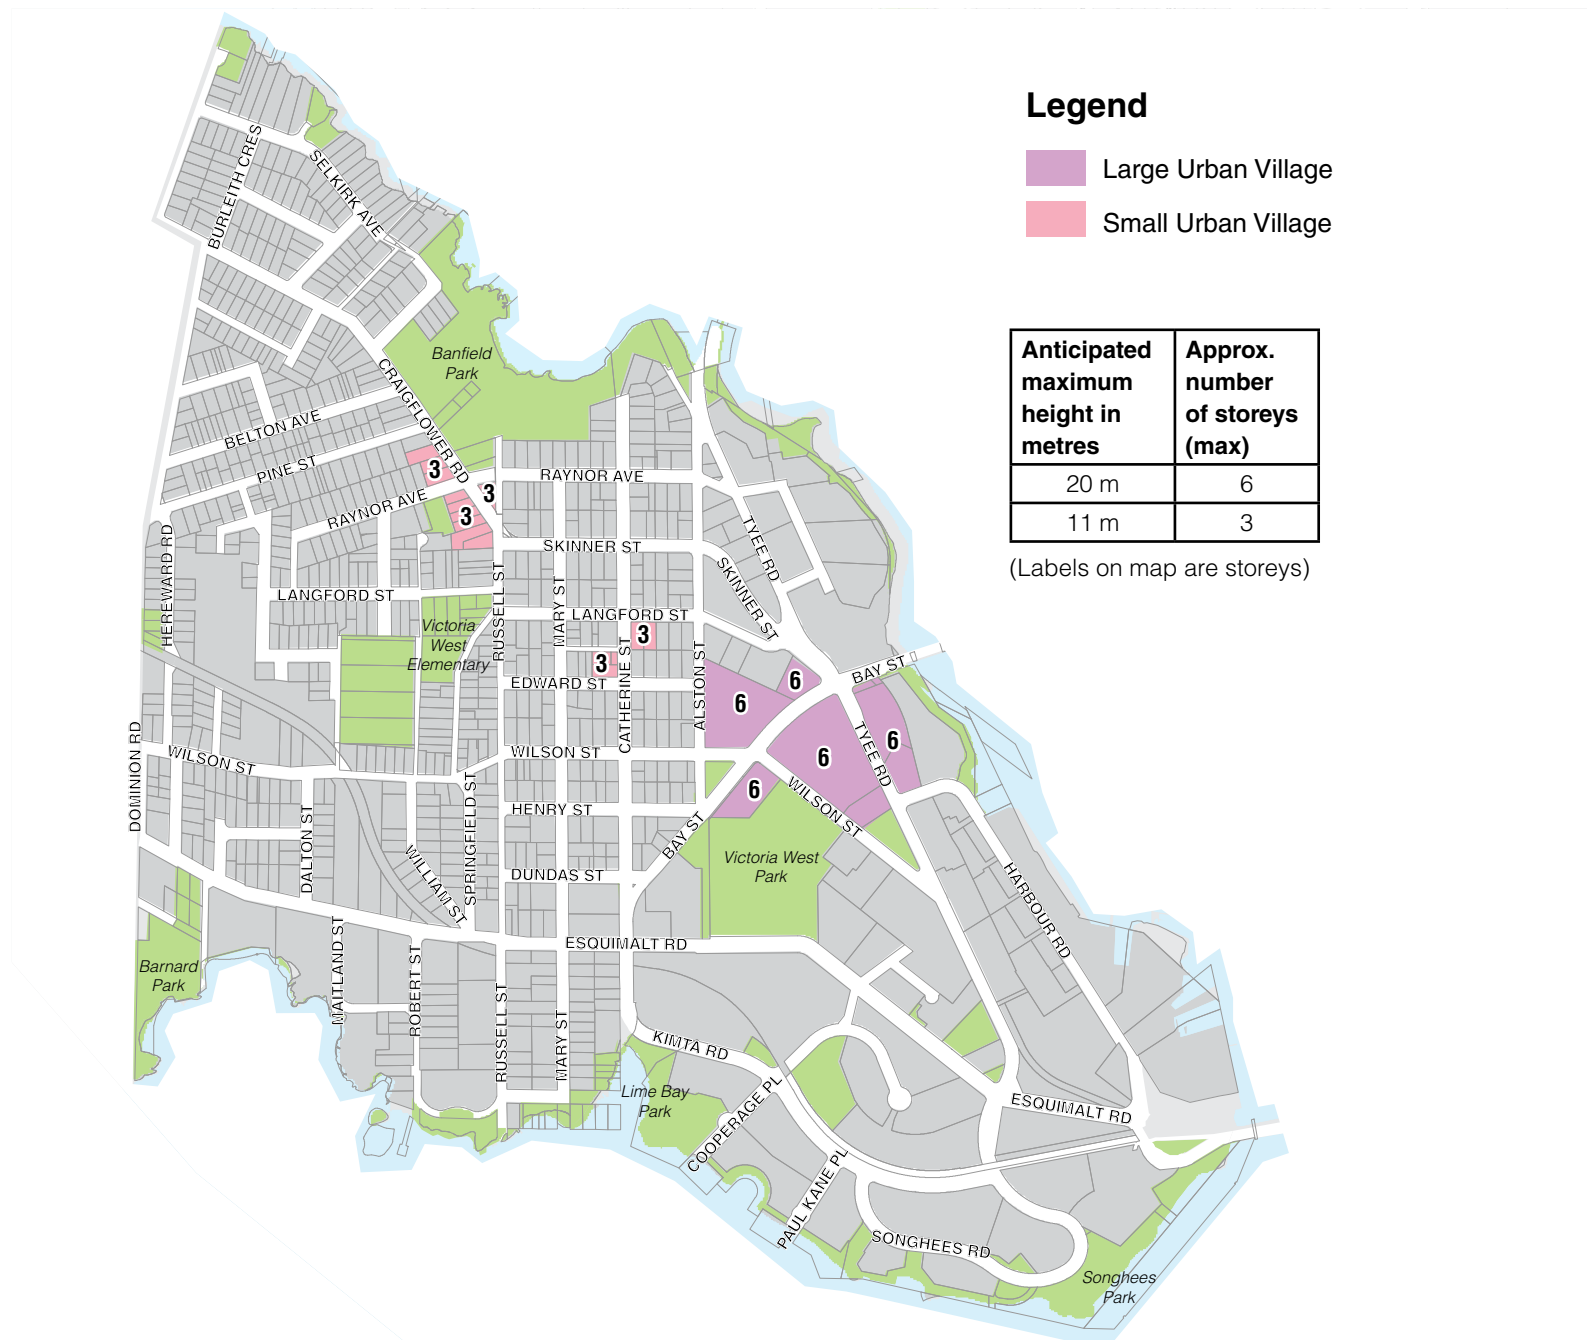 Legend
Large Urban Village
Small Urban Village
Anticipated
maximum
height in
metres
Approx.
number
of storeys
(max)
20 m
6
11 m
3
(Labels on map are storeys)
BURLEITH CRES
SELKIRK AVE
Banfield
Park
CRAIGFLOWER RD
BELTON AVE
PINE ST
3
3
RAYNOR AVE
RAYNOR AVE
3
TYEE RD
SKINNER ST
SKINNER ST
HEREWARD RD
LANGFORD ST
RUSSELL ST
MARY ST
LANGFORD ST
Victoria
West
Elementary
3
CATHERINE ST
3
ALSTON ST
EDWARD ST
BAY ST
6
6
6
6
TYEE RD
DOMINION RD
WILSON ST
WILSON ST
6
WILSON ST
HENRY ST
BAY ST
SPRINGFIELD ST
DALTON ST
WILLIAM ST
DUNDAS ST
Victoria West
Park
HARBOUR RD
ESQUIMALT RD
MAITLAND ST
ROBERT ST
RUSSELL ST
MARY ST
Barnard
Park
KIMTA RD
Lime Bay
Park
COOPERAGE PL
ESQUIMALT RD
PAUL KANE PL
SONGHEES RD
Songhees
Park